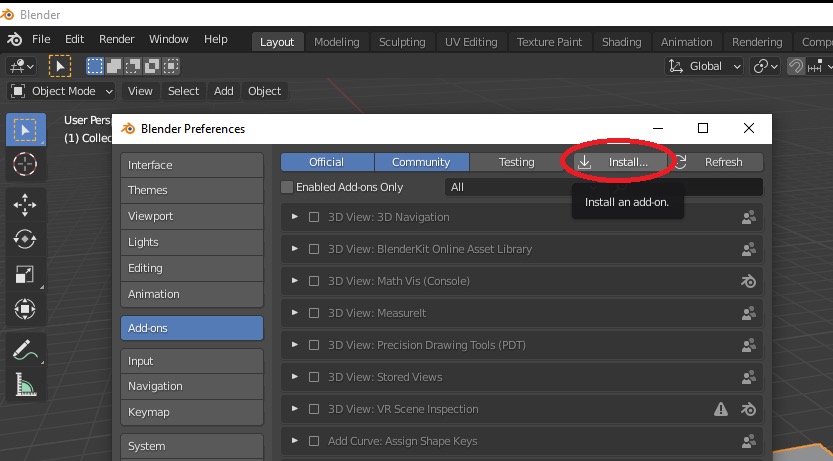 Blender
File Edit Render Window Help Layout Modeling Sculpting UV Editing Texture Paint Shading Animation Rendering Compo
Global
Object Mode View Select Add Object
User Pers
(1) Collec
Blender Preferences
Interface
Themes
Viewport
Lights
Editing
Animation
Add-ons
Input
Navigation
Keymap
System
Official Community Testing Install... Refresh
Enabled Add-ons Only All
Install an add-on.
3D View: 3D Navigation
3D View: BlenderKit Online Asset Library
3D View: Math Vis (Console)
3D View: MeasureIt
3D View: Precision Drawing Tools (PDT)
3D View: Stored Views
3D View: VR Scene Inspection
Add Curve: Assign Shape Keys